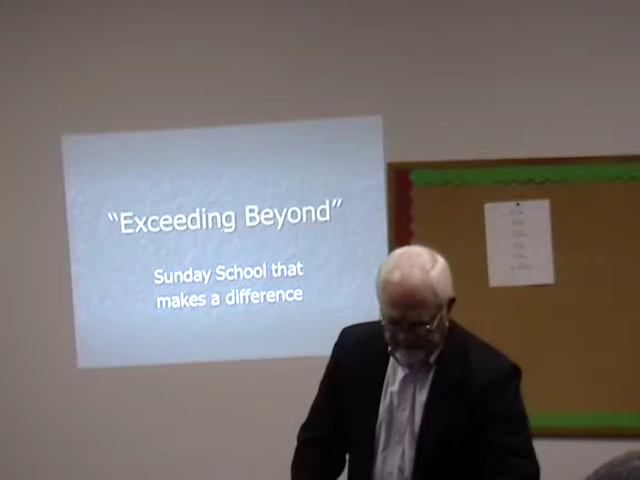 “Exceeding Beyond”
Sunday School that
makes a difference